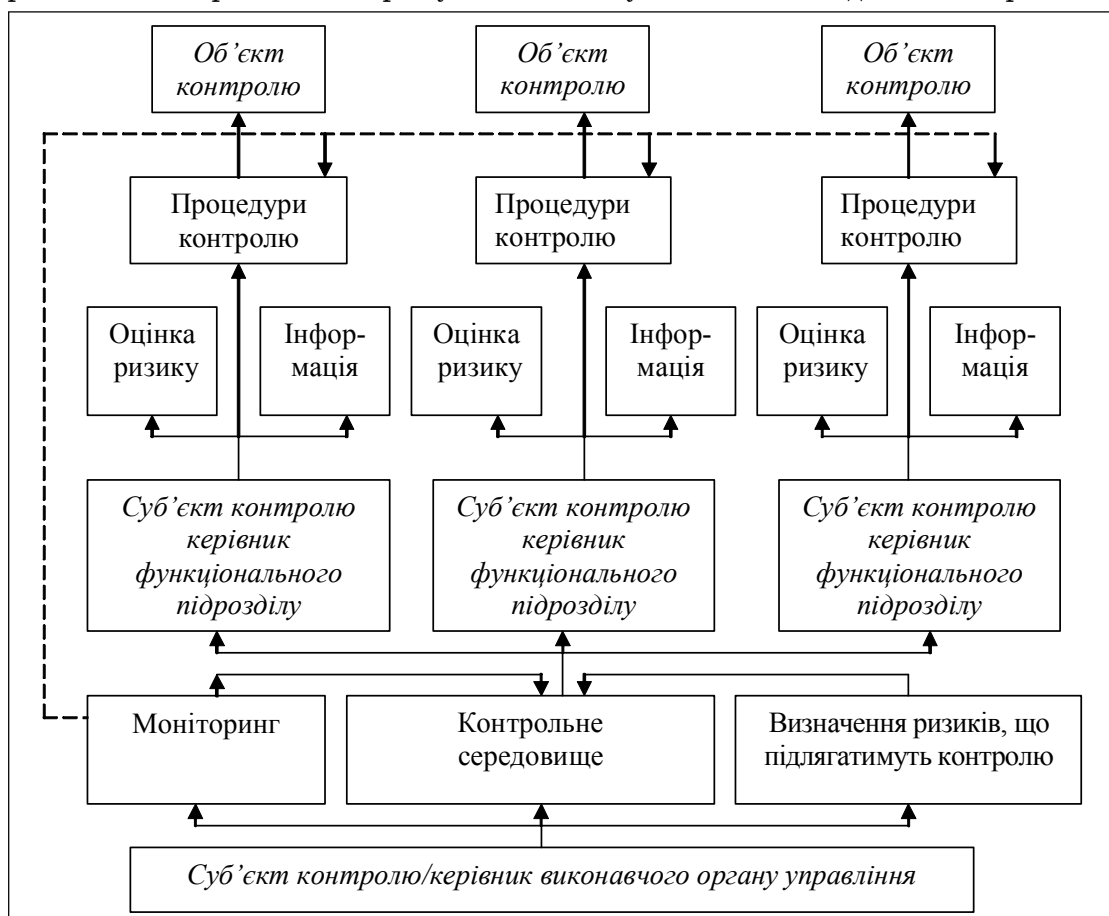 Об’єкт
контролю
Об’єкт
контролю
Об’єкт
контролю
Процедури
контролю
Процедури
контролю
Процедури
контролю
Оцінка
ризику
Інфор-
мація
Оцінка
ризику
Інфор-
мація
Оцінка
ризику
Інфор-
мація
Суб’єкт контролю
керівник
функціонального
підрозділу
Суб’єкт контролю
керівник
функціонального
підрозділу
Суб’єкт контролю
керівник
функціонального
підрозділу
Моніторинг
Контрольне
середовище
Визначення ризиків, що
підлягатимуть контролю
Суб’єкт контролю/керівник виконавчого органу управління